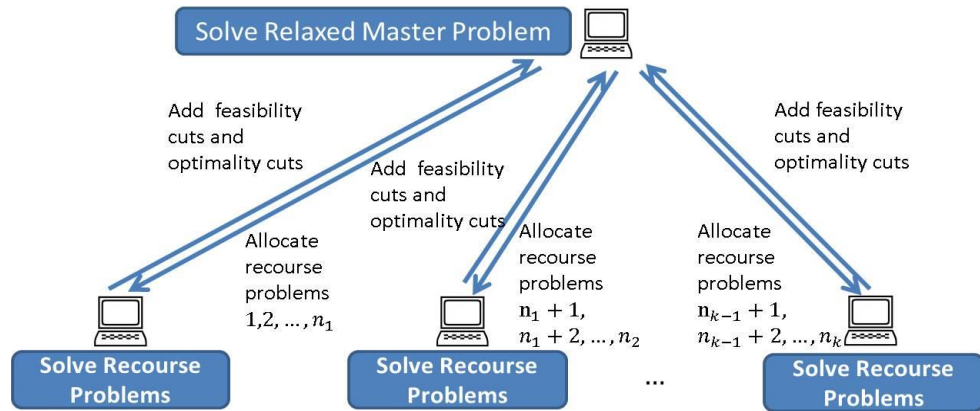 Solve Relaxed Master Problem
Add feasibility
cuts and
optimality cuts
Add feasibility
cuts and
optimality cuts
Add feasibility
cuts and
optimality cuts
Allocate
recourse
problems
1,2, …, n₁
Allocate
recourse
problems
n₁ + 1,
n₁ + 2, …, n₂
Allocate
recourse
problems
nₖ₋₁ + 1,
nₖ₋₁ + 2, …, nₖ
Solve Recourse
Problems
Solve Recourse
Problems
...
Solve Recourse
Problems